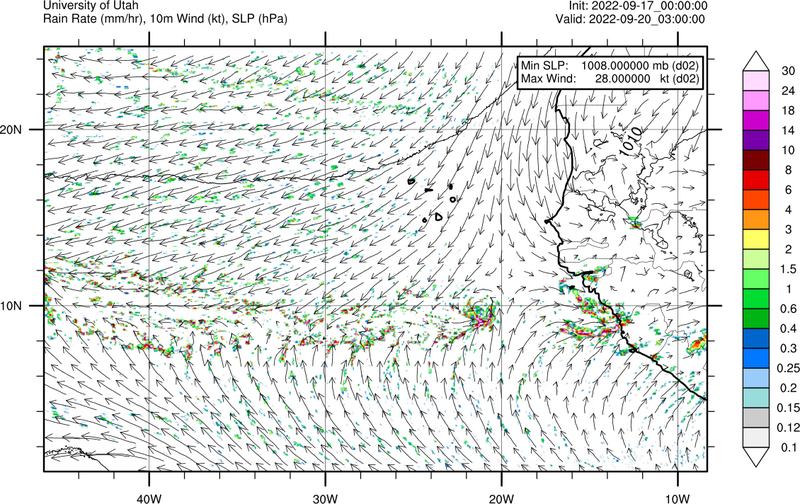 University of Utah
Rain Rate (mm/hr), 10m Wind (kt), SLP (hPa)
Init: 2022-09-17_00:00:00
Valid: 2022-09-20_03:00:00
Min SLP: 1008.000000 mb (d02)
Max Wind: 28.000000 kt (d02)
1010
20N
10N
40W
30W
20W
10W
30
24
18
14
10
8
6
4
3
2
1.5
1
0.6
0.4
0.3
0.25
0.2
0.15
0.12
0.1